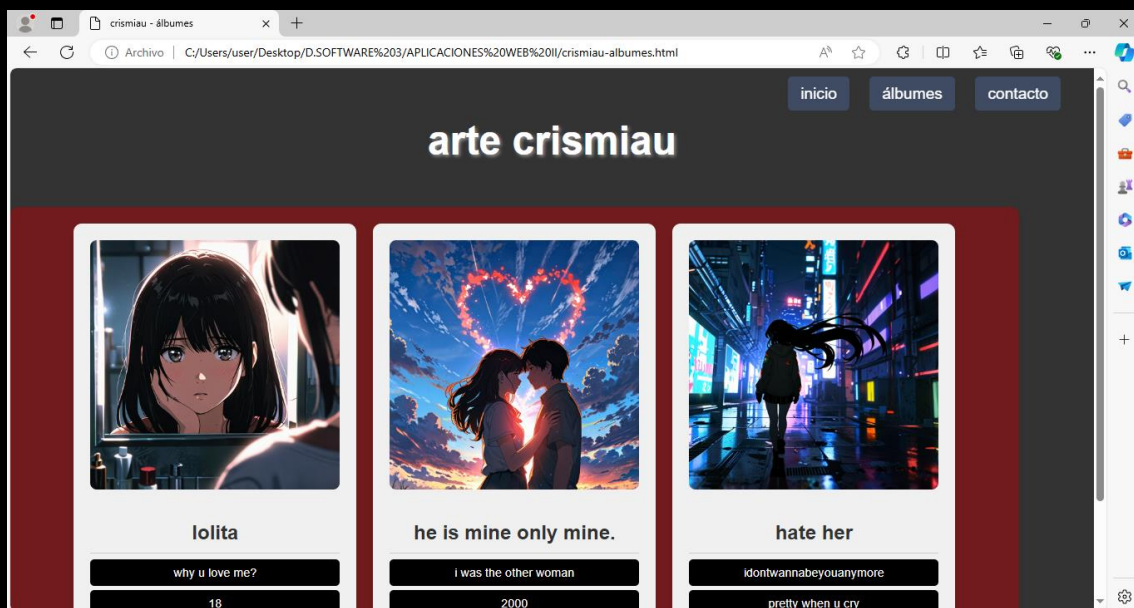 crismiau - álbumes
Archivo | C:/Users/user/Desktop/D.SOFTWARE%203/APLICACIONES%20WEB%20II/crismiau-albumes.html
inicio álbumes contacto
arte crismiau
lolita
why u love me?
18
he is mine only mine.
i was the other woman
2000
hate her
idontwannabeyouanymore
pretty when u cry